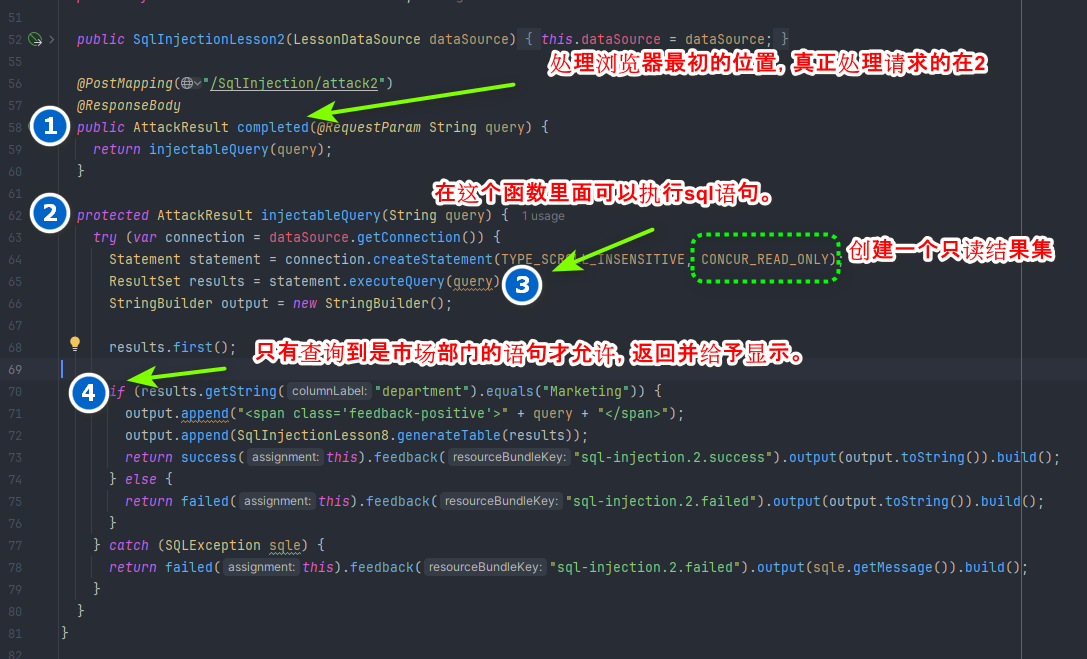 51
52 public SqlInjectionLesson2(LessonDataSource dataSource) { this.dataSource = dataSource; }
处理浏览器最初的位置, 真正处理请求的在2
55
56 @PostMapping("/SqlInjection/attack2")
57 @ResponseBody
1
58 public AttackResult completed(@RequestParam String query) {
59 return injectableQuery(query);
60 }
61
在这个函数里面可以执行sql语句。
2
62 protected AttackResult injectableQuery(String query) { 1 usage
63 try (var connection = dataSource.getConnection()) {
创建一个只读结果集
64 Statement statement = connection.createStatement(TYPE_SCROLL_INSENSITIVE, CONCUR_READ_ONLY)
65 ResultSet results = statement.executeQuery(query)
3
66 StringBuilder output = new StringBuilder();
67
68 results.first();
只有查询到是市场部门的语句才允许, 返回并给予显示。
69
4
70 if (results.getString( columnLabel: "department").equals("Marketing")) {
71 output.append("<span class='feedback-positive'>" + query + "</span>");
72 output.append(SqlInjectionLesson8.generateTable(results));
73 return success( assignment: this).feedback( resourceBundleKey: "sql-injection.2.success").output(output.toString()).build();
74 } else {
75 return failed( assignment: this).feedback( resourceBundleKey: "sql-injection.2.failed").output(output.toString()).build();
76 }
77 } catch (SQLException sqle) {
78 return failed( assignment: this).feedback( resourceBundleKey: "sql-injection.2.failed").output(sqle.getMessage()).build();
79 }
80 }
81 }
82